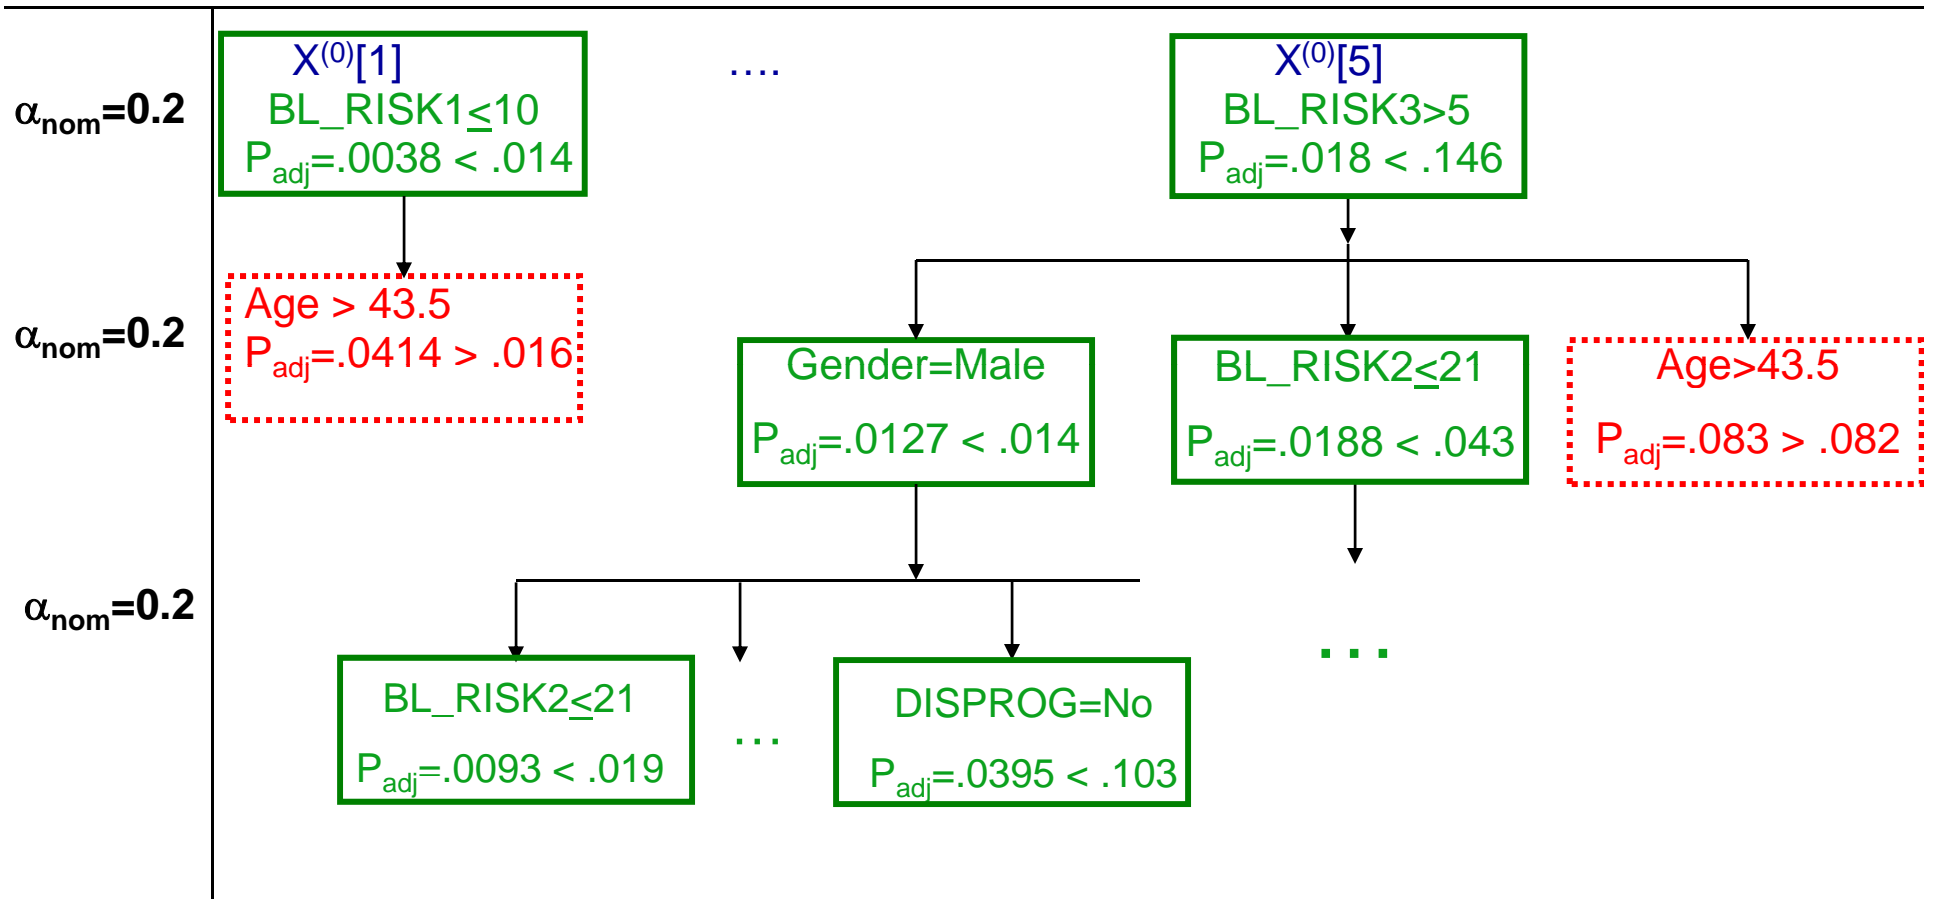 α_nom=0.2
X^(0)[1]
BL_RISK1≤10
P_adj=.0038 < .014
….
X^(0)[5]
BL_RISK3>5
P_adj=.018 < .146
α_nom=0.2
Age > 43.5
P_adj=.0414 > .016
Gender=Male
P_adj=.0127 < .014
BL_RISK2≤21
P_adj=.0188 < .043
Age>43.5
P_adj=.083 > .082
α_nom=0.2
BL_RISK2≤21
P_adj=.0093 < .019
…
DISPROG=No
P_adj=.0395 < .103
…